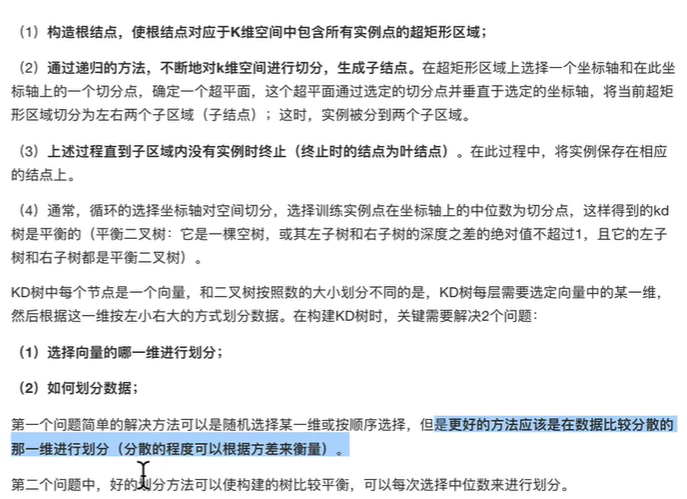 （1）构造根结点，使根结点对应于K维空间中包含所有实例点的超矩形区域；
（2）通过递归的方法，不断地对k维空间进行切分，生成子结点。在超矩形区域上选择一个坐标轴和在此坐
标轴上的一个切分点，确定一个超平面，这个超平面通过选定的切分点并垂直于选定的坐标轴，将当前超矩
形区域切分为左右两个子区域（子结点）；这时，实例被分到两个子区域。
（3）上述过程直到子区域内没有实例时终止（终止时的结点为叶结点）。在此过程中，将实例保存在相应
的结点上。
（4）通常，循环的选择坐标轴对空间切分，选择训练实例点在坐标轴上的中位数为切分点，这样得到的kd
树是平衡的（平衡二叉树：它是一棵空树，或其左子树和右子树的深度之差的绝对值不超过1，且它的左子
树和右子树都是平衡二叉树）。
KD树中每个节点是一个向量，和二叉树按照数的大小划分不同的是，KD树每层需要选定向量中的某一维，
然后根据这一维按左小右大的方式划分数据。在构建KD树时，关键需要解决2个问题：
（1）选择向量的哪一维进行划分；
（2）如何划分数据；
第一个问题简单的解决方法可以是随机选择某一维或按顺序选择，但是更好的方法应该是在数据比较分散的
那一维进行划分（分散的程度可以根据方差来衡量）。
第二个问题中，好的划分方法可以使构建的树比较平衡，可以每次选择中位数来进行划分。